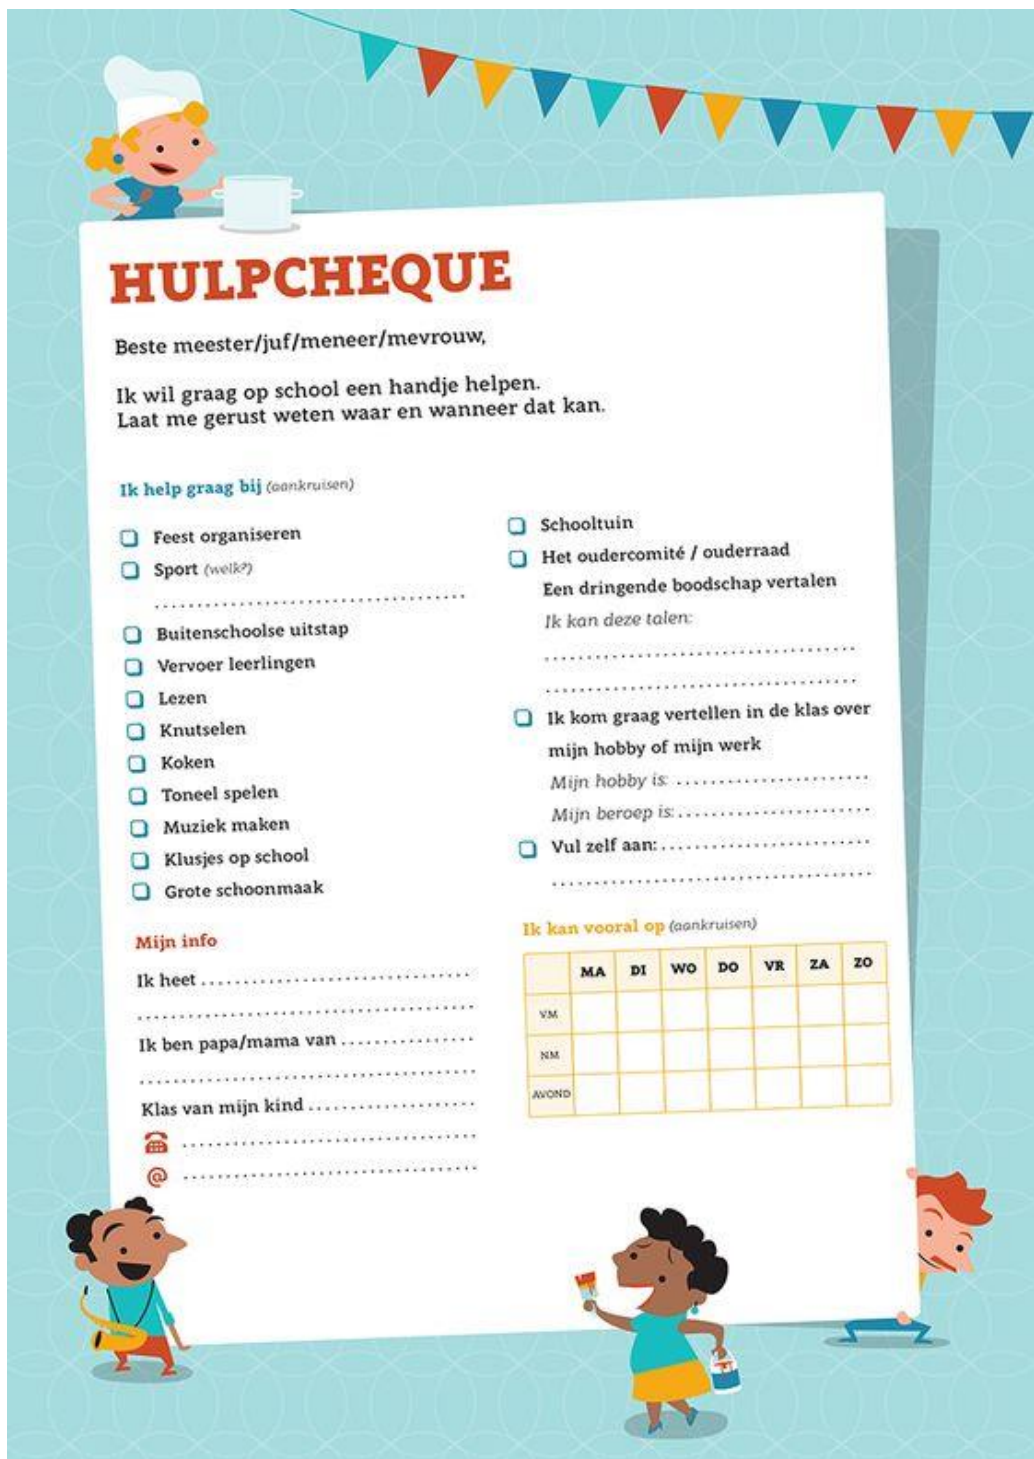 HULPCHEQUE
Beste meester/juf/meneer/mevrouw,
Ik wil graag op school een handje helpen.
Laat me gerust weten waar en wanneer dat kan.
Ik help graag bij (aankruisen)
Feest organiseren
Sport (welk?)
Buitenschoolse uitstap
Vervoer leerlingen
Lezen
Knutselen
Koken
Toneel spelen
Muziek maken
Klusjes op school
Grote schoonmaak
Schooltuin
Het oudercomité / ouderraad
Een dringende boodschap vertalen
Ik kan deze talen:
Ik kom graag vertellen in de klas over
mijn hobby of mijn werk
Mijn hobby is:
Mijn beroep is:
Vul zelf aan:
Mijn info
Ik heet
Ik ben papa/mama van
Klas van mijn kind
@
Ik kan vooral op (aankruisen)
MA DI WO DO VR ZA ZO
VM
NM
AVOND